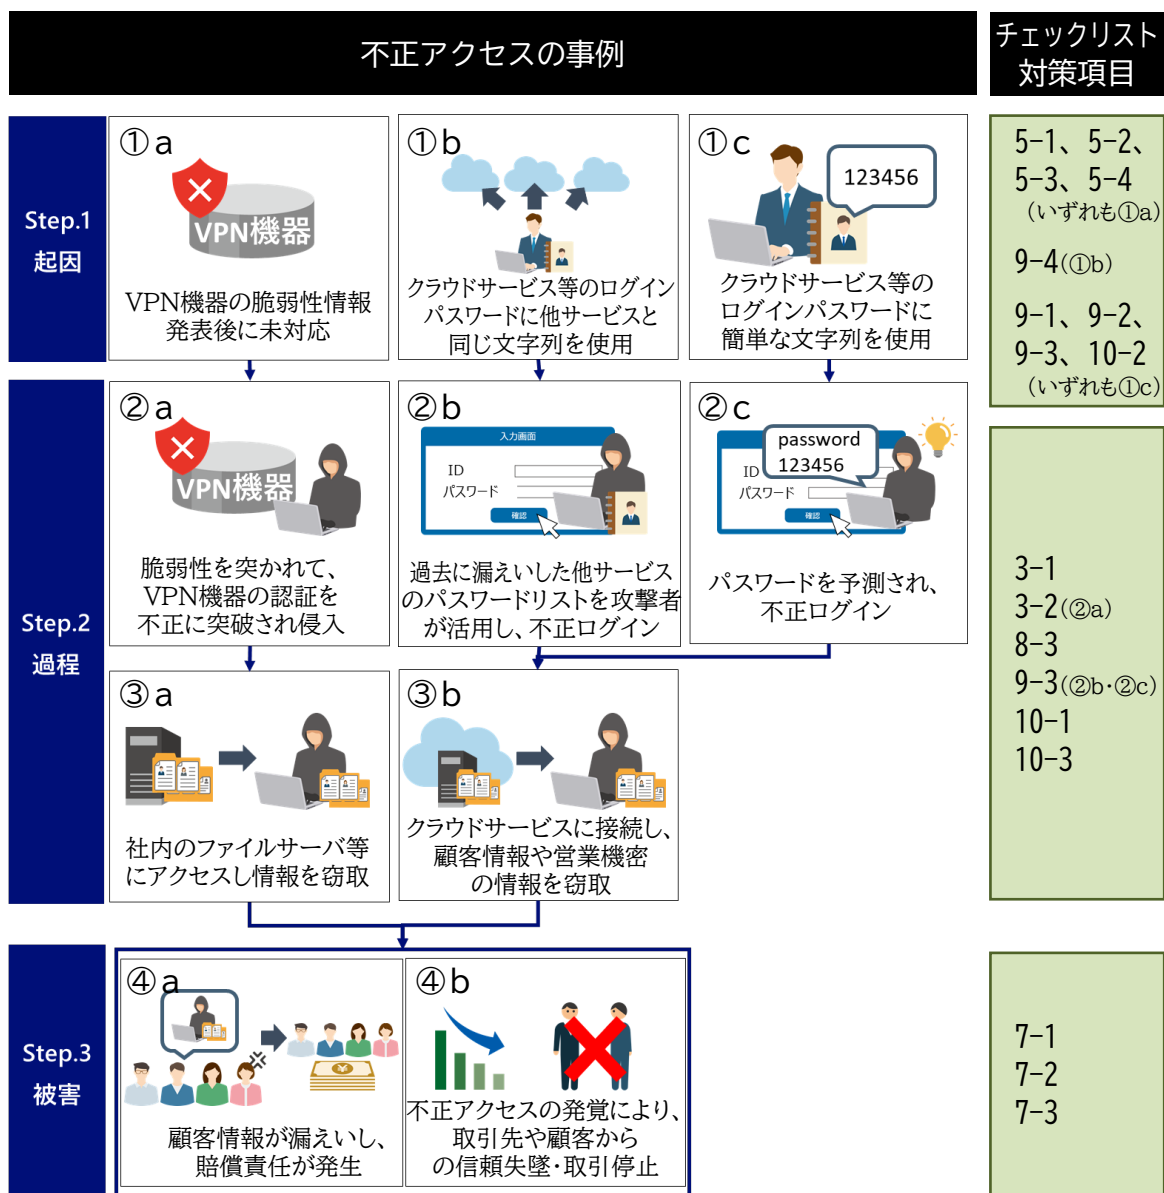 不正アクセスの事例
チェックリスト
対策項目
Step.1
起因
①a
VPN機器
VPN機器の脆弱性情報
発表後に未対応
①b
クラウドサービス等のログイン
パスワードに他サービスと
同じ文字列を使用
①c
123456
クラウドサービス等の
ログインパスワードに
簡単な文字列を使用
5-1、5-2、
5-3、5-4
(いずれも①a)
9-4(①b)
9-1、9-2、
9-3、10-2
(いずれも①c)
Step.2
過程
②a
VPN機器
脆弱性を突かれて、
VPN機器の認証を
不正に突破され侵入
②b
入力画面
ID
パスワード
確認
過去に漏えいした他サービス
のパスワードリストを攻撃者
が活用し、不正ログイン
②c
password
123456
ID
パスワード
確認
パスワードを予測され、
不正ログイン
③a
社内のファイルサーバ等
にアクセスし情報を窃取
③b
クラウドサービスに接続し、
顧客情報や営業機密
の情報を窃取
3-1
3-2(②a)
8-3
9-3(②b・②c)
10-1
10-3
Step.3
被害
④a
顧客情報が漏えいし、
賠償責任が発生
④b
不正アクセスの発覚により、
取引先や顧客から
の信頼失墜・取引停止
7-1
7-2
7-3